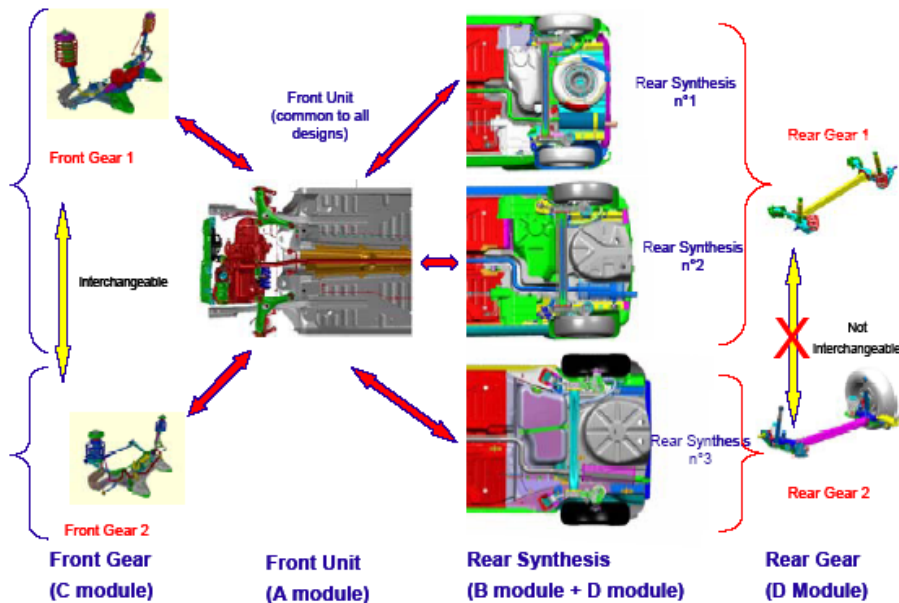 Front Unit
(common to all
designs)
Rear Synthesis
n°1
Rear Gear 1
Front Gear 1
Interchangeable
Rear Synthesis
n°2
Not
Interchangeable
Rear Synthesis
n°3
Rear Gear 2
Front Gear 2
Front Gear
(C module)
Front Unit
(A module)
Rear Synthesis
(B module + D module)
Rear Gear
(D Module)